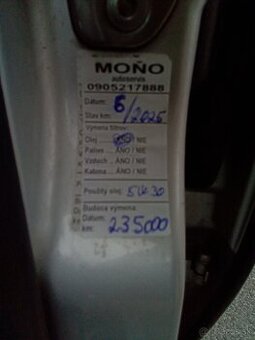 MOŇO
autoservis
0905217888
Dátum: 6/2025
Stav km:
Výmena filtrov:
Olej ... / NIE
Palivo ... ÁNO / NIE
Vzduch ... ÁNO / NIE
Kabína ... ÁNO / NIE
Použitý olej: 5W30
Budúca výmena:
Dátum:
km: 235000